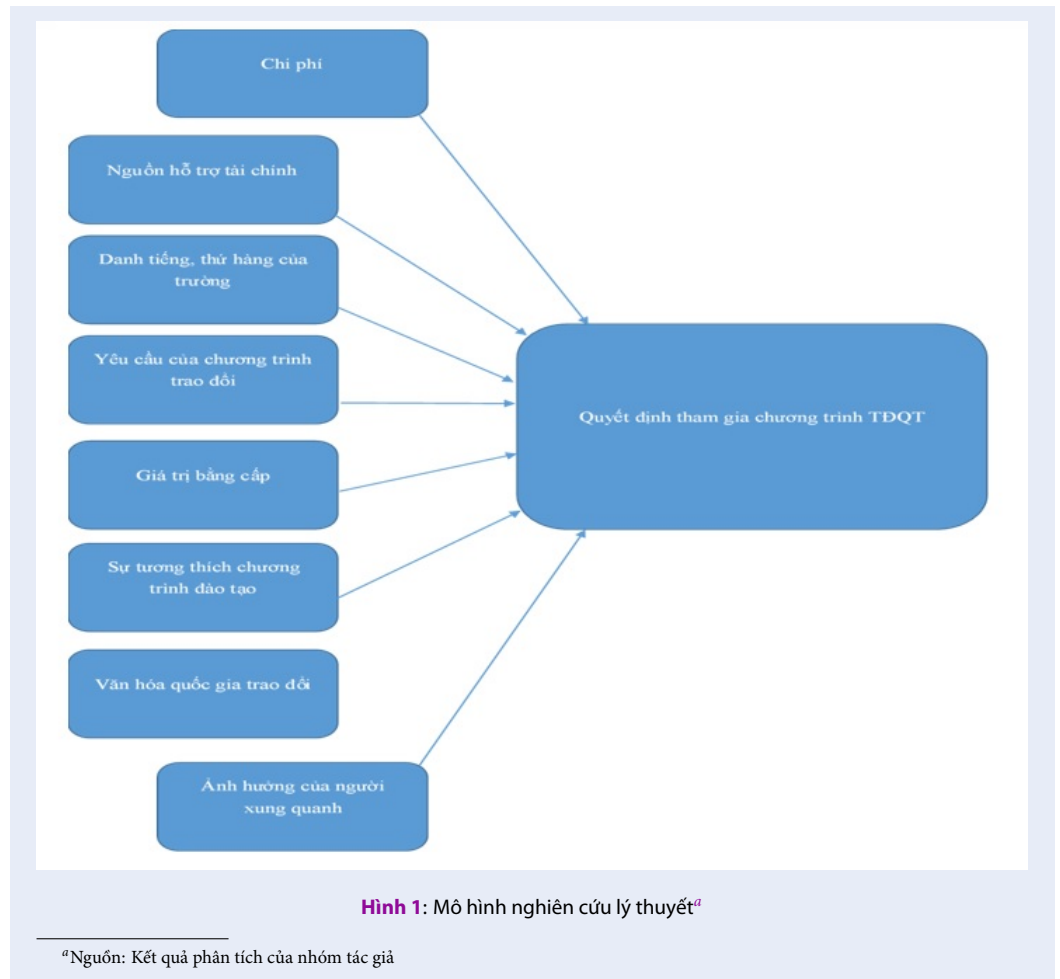 Chi phí
Nguồn hỗ trợ tài chính
Danh tiếng, thứ hàng của
trường
Yêu cầu của chương trình
trao đổi
Giá trị bằng cấp
Sự tương thích chương
trình đào tạo
Văn hóa quốc gia trao đổi
Ảnh hưởng của người
xung quanh
Quyết định tham gia chương trình TĐQT
Hình 1: Mô hình nghiên cứu lý thuyết^a
^aNguồn: Kết quả phân tích của nhóm tác giả